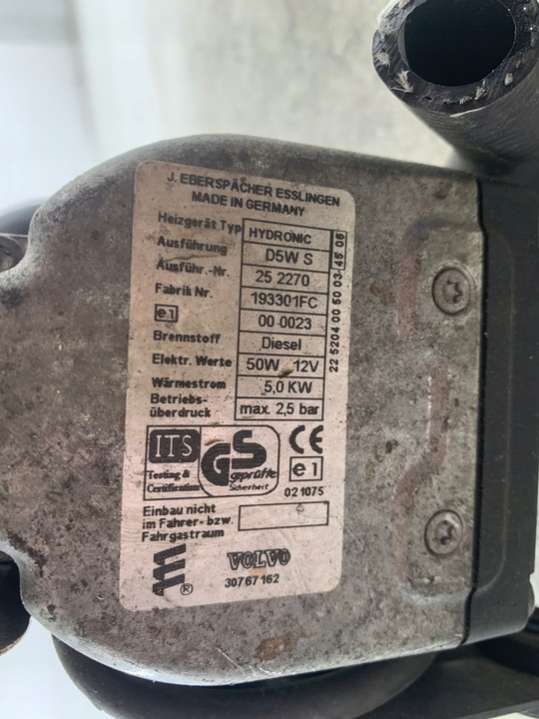 J. EBERSPÄCHER ESSLINGEN
MADE IN GERMANY
Heizgerät Typ HYDRONIC
Ausführung D5W S
Ausführ.-Nr. 25 2270
Fabrik Nr. 193301FC
e1 00 0023
Brennstoff Diesel
Elektr. Werte 50W 12V
Wärmestrom 5,0 KW
Betriebs-
überdruck max. 2,5 bar
22 5204 00 50 03 45 06
ITS
Testing &
Certification
GS
geprüfte
Sicherheit
CE
e1
021075
Einbau nicht
im Fahrer- bzw.
Fahrgastraum
®
VOLVO
30767162